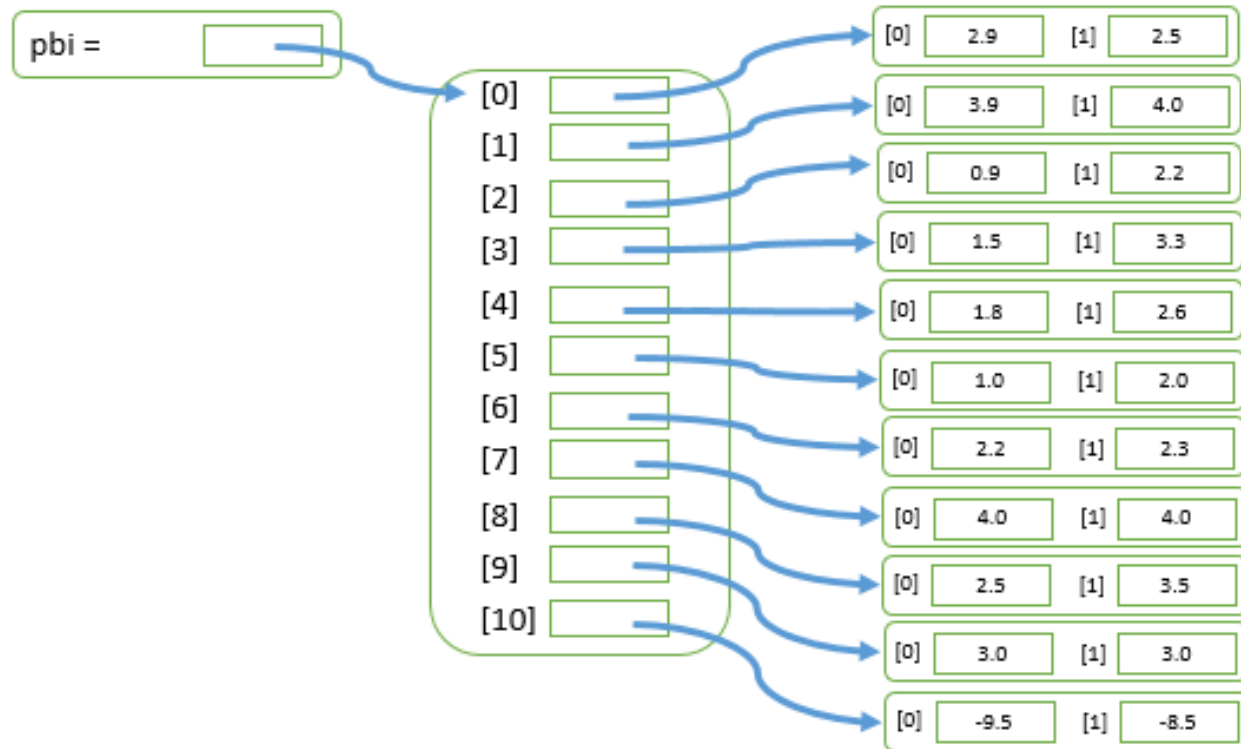 pbi =
[0] [0] 2.9 [1] 2.5
[1] [0] 3.9 [1] 4.0
[2] [0] 0.9 [1] 2.2
[3] [0] 1.5 [1] 3.3
[4] [0] 1.8 [1] 2.6
[5] [0] 1.0 [1] 2.0
[6] [0] 2.2 [1] 2.3
[7] [0] 4.0 [1] 4.0
[8] [0] 2.5 [1] 3.5
[9] [0] 3.0 [1] 3.0
[10] [0] -9.5 [1] -8.5